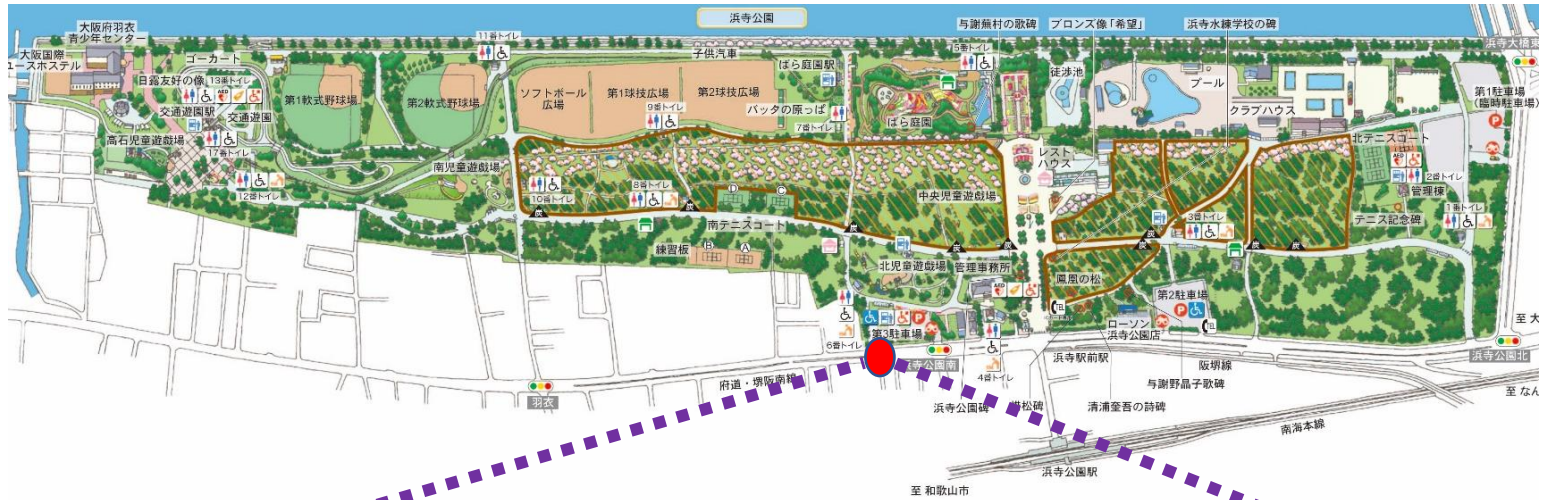 浜寺公園
大阪府羽衣
青少年センター
大阪国際
ユースホステル
日露友好の像
ゴーカート
13番トイレ
AED
交通遊園駅
交通遊園
高石児童遊戯場
17番トイレ
12番トイレ
11番トイレ
第1軟式野球場
第2軟式野球場
南児童遊戯場
子供汽車
ソフトボール
広場
第1球技広場
第2球技広場
9番トイレ
ばら庭園駅
バッタの原っぱ
7番トイレ
ばら庭園
与謝蕪村の歌碑
5番トイレ
ブロンズ像「希望」
浜寺水練学校の碑
徒渉池
プール
クラブハウス
浜寺大橋東
第1駐車場
(臨時駐車場)
P
レスト
ハウス
北テニスコート
AED
2番トイレ
管理棟
テニス記念碑
1番トイレ
3番トイレ
10番トイレ
8番トイレ
D
C
中央児童遊戯場
炭
炭
炭
炭
炭
炭
炭
炭
南テニスコート
練習板
B
A
北児童遊戯場
管理事務所
AED
鳳凰の松
TEL
第2駐車場
P
TEL
ローソン
浜寺公園店
P
第3駐車場
6番トイレ
4番トイレ
浜寺公園南
浜寺駅前駅
阪堺線
浜寺公園北
至 大
至 なん
府道・堺阪南線
羽衣
浜寺公園碑
惜松碑
清浦奎吾の詩碑
与謝野晶子歌碑
南海本線
浜寺公園駅
至 和歌山市